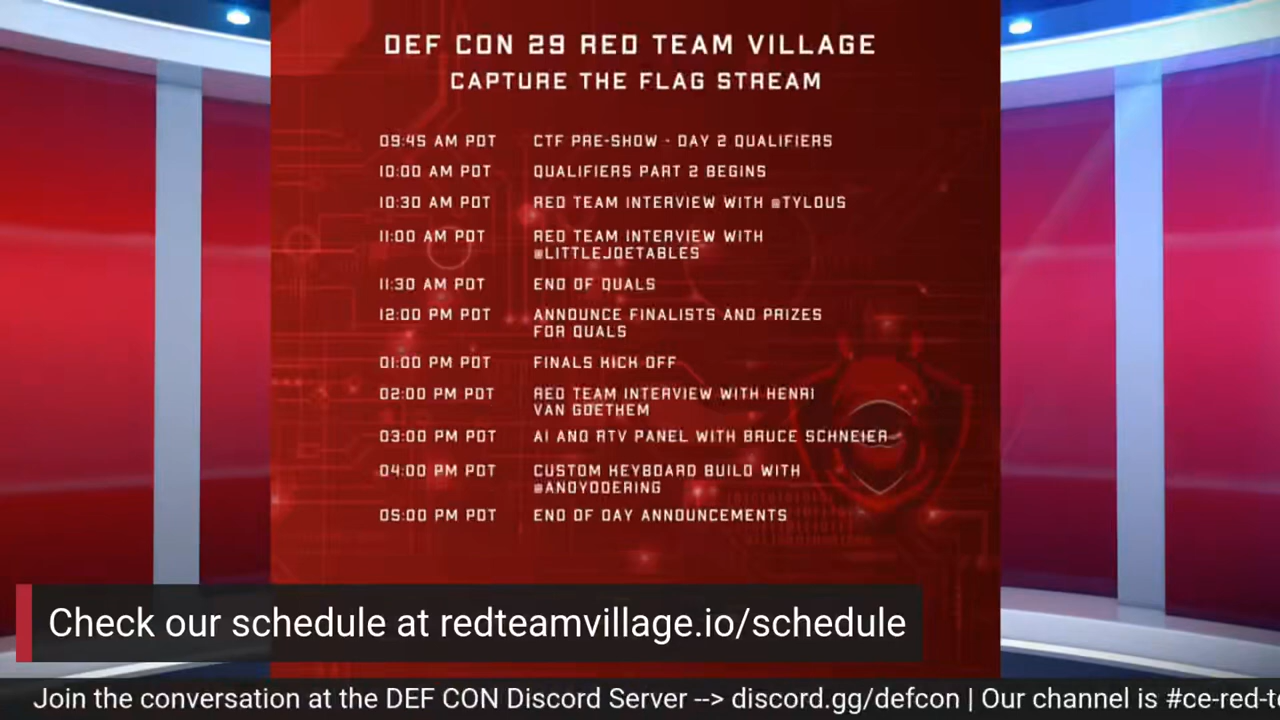 DEF CON 29 RED TEAM VILLAGE
CAPTURE THE FLAG STREAM
09:45 AM PDT CTF PRE-SHOW - DAY 2 QUALIFIERS
10:00 AM PDT QUALIFIERS PART 2 BEGINS
10:30 AM PDT RED TEAM INTERVIEW WITH @TYLOUS
11:00 AM PDT RED TEAM INTERVIEW WITH
@LITTLEJOETABLES
11:30 AM PDT END OF QUALS
12:00 PM PDT ANNOUNCE FINALISTS AND PRIZES
FOR QUALS
01:00 PM PDT FINALS KICK OFF
02:00 PM PDT RED TEAM INTERVIEW WITH HENRI
VAN GOETHEM
03:00 PM PDT AI AND RTV PANEL WITH BRUCE SCHNEIER
04:00 PM PDT CUSTOM KEYBOARD BUILD WITH
@ANDYODERING
05:00 PM PDT END OF DAY ANNOUNCEMENTS
Check our schedule at redteamvillage.io/schedule
Join the conversation at the DEF CON Discord Server --> discord.gg/defcon | Our channel is #ce-red-t